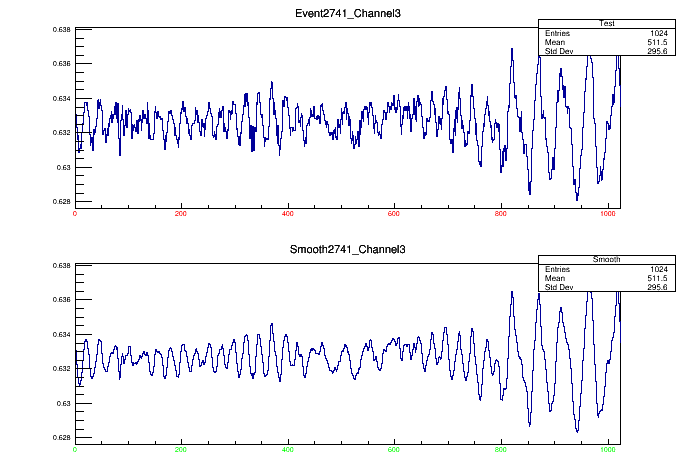 Event2741_Channel3
Test
Entries 1024
Mean 511.5
Std Dev 295.6
0.638
0.636
0.634
0.632
0.63
0.628
0 200 400 600 800 1000
Smooth2741_Channel3
Smooth
Entries 1024
Mean 511.5
Std Dev 295.6
0.638
0.636
0.634
0.632
0.63
0.628
0 200 400 600 800 1000